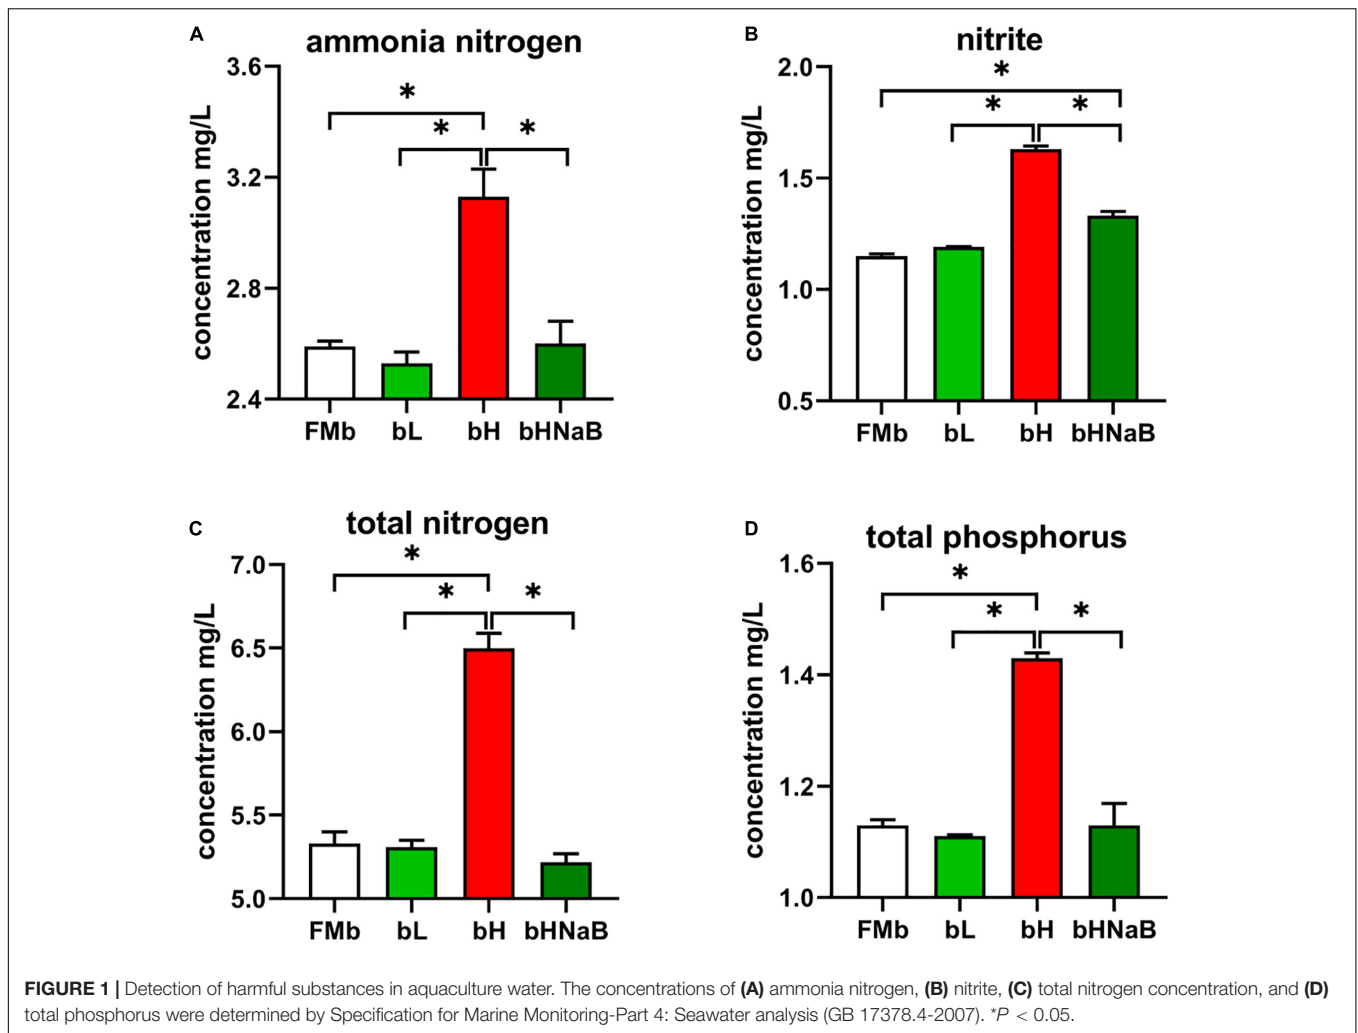 A
ammonia nitrogen
concentration mg/L
3.6
3.2
2.8
2.4
*
* *
FMb bL bH bHNaB
B
nitrite
concentration mg/L
2.0
1.5
1.0
0.5
*
* *
FMb bL bH bHNaB
C
total nitrogen
concentration mg/L
7.0
6.5
6.0
5.5
5.0
*
* *
FMb bL bH bHNaB
D
total phosphorus
concentration mg/L
1.6
1.4
1.2
1.0
*
* *
FMb bL bH bHNaB
FIGURE 1 | Detection of harmful substances in aquaculture water. The concentrations of (A) ammonia nitrogen, (B) nitrite, (C) total nitrogen concentration, and (D)
total phosphorus were determined by Specification for Marine Monitoring-Part 4: Seawater analysis (GB 17378.4-2007). *P < 0.05.